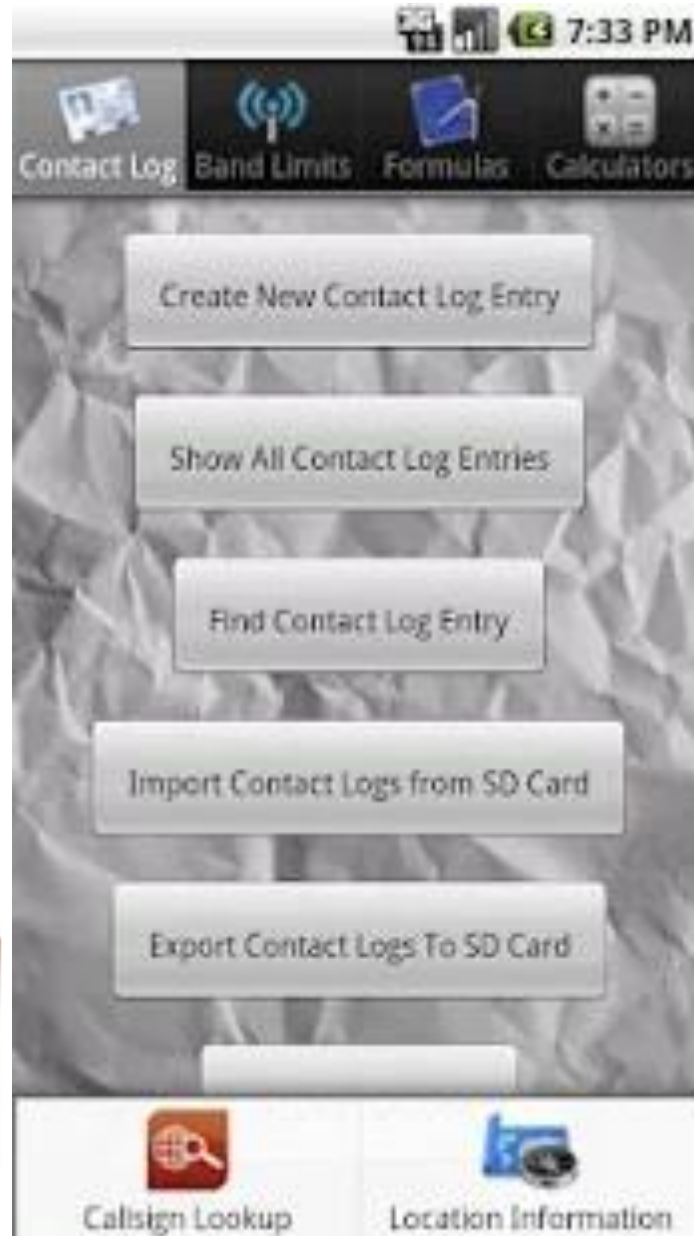 7:33 PM
Contact Log Band Limits Formulas Calculators
Create New Contact Log Entry
Show All Contact Log Entries
Find Contact Log Entry
Import Contact Logs from SD Card
Export Contact Logs To SD Card
Callsign Lookup Location Information